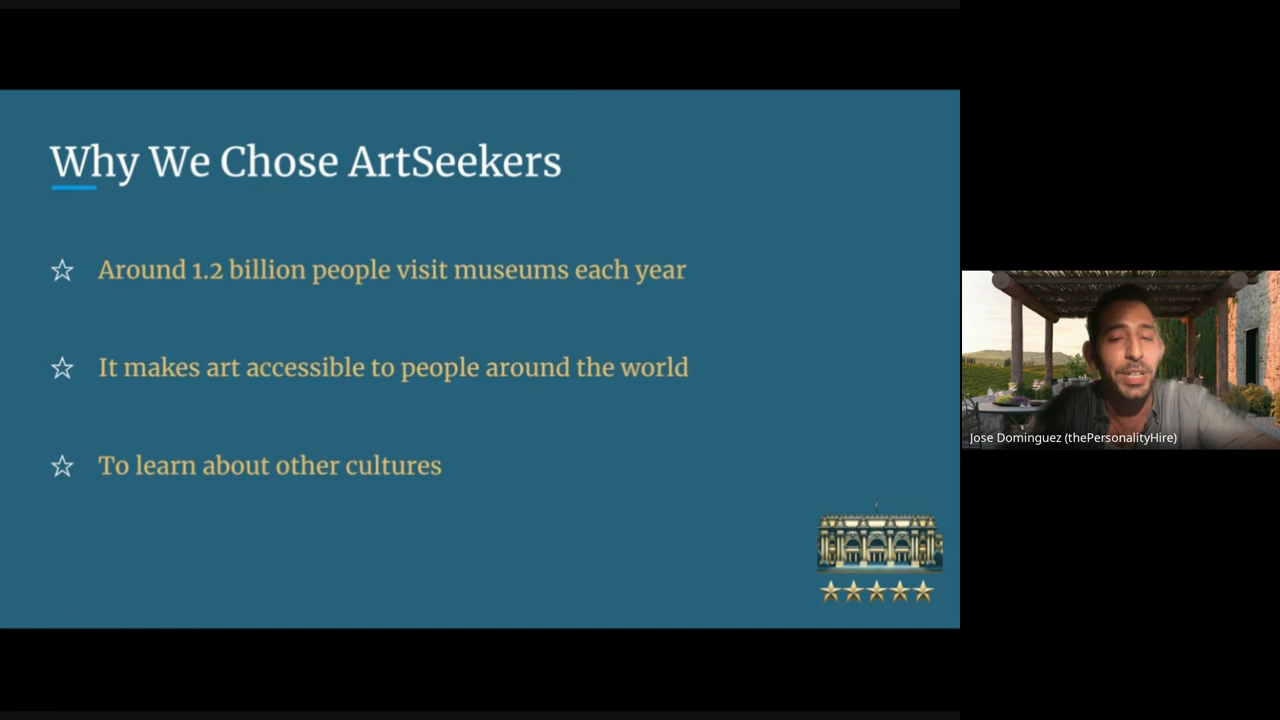 Why We Chose ArtSeekers
Around 1.2 billion people visit museums each year
It makes art accessible to people around the world
To learn about other cultures
Jose Dominguez (thePersonalityHire)